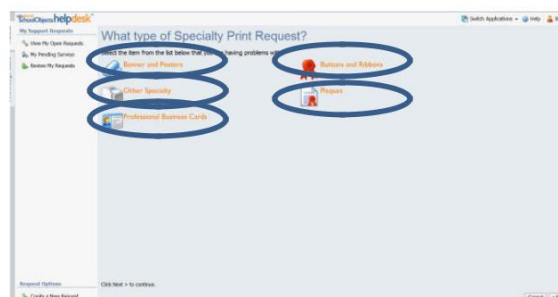 SchoolObjects:helpdesk
Switch Applications
Help
My Support Requests
View My Open Requests
My Pending Surveys
Review My Requests
What type of Specialty Print Request?
Select the item from the list below that you are having problems with
Banner and Posters
Buttons and Ribbons
Other Specialty
Plaques
Professional Business Cards
Request Options
Create a New Request
Click Next > to continue.
Cancel